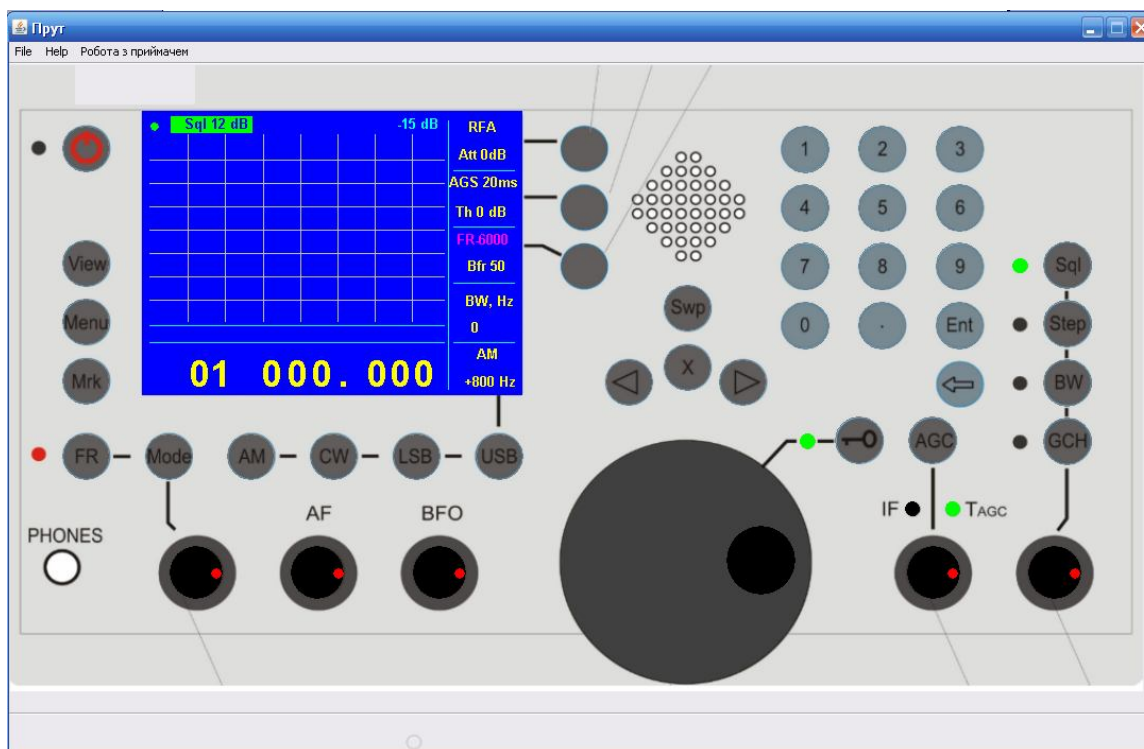 Прут
File Help Робота з приймачем
Sql 12 dB -15 dB RFA
Att 0dB
AGS 20ms
Th 0 dB
FR-6000
Bfr 50
BW, Hz
0
01 000. 000
AM
+800 Hz
View
Menu
Mrk
FR Mode AM CW LSB USB
PHONES
AF BFO
Swp
X
1 2 3
4 5 6
7 8 9
0 . Ent
Sql
Step
BW
GCH
AGC
IF TAGC